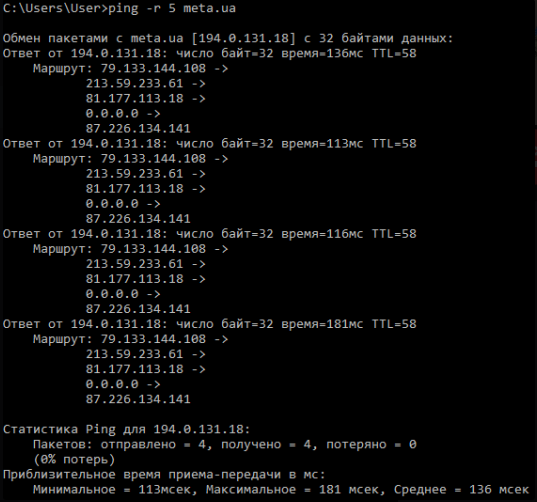 C:\Users\User>ping -r 5 meta.ua
Обмен пакетами с meta.ua [194.0.131.18] с 32 байтами данных:
Ответ от 194.0.131.18: число байт=32 время=136мс TTL=58
Маршрут: 79.133.144.108 ->
213.59.233.61 ->
81.177.113.18 ->
0.0.0.0 ->
87.226.134.141
Ответ от 194.0.131.18: число байт=32 время=113мс TTL=58
Маршрут: 79.133.144.108 ->
213.59.233.61 ->
81.177.113.18 ->
0.0.0.0 ->
87.226.134.141
Ответ от 194.0.131.18: число байт=32 время=116мс TTL=58
Маршрут: 79.133.144.108 ->
213.59.233.61 ->
81.177.113.18 ->
0.0.0.0 ->
87.226.134.141
Ответ от 194.0.131.18: число байт=32 время=181мс TTL=58
Маршрут: 79.133.144.108 ->
213.59.233.61 ->
81.177.113.18 ->
0.0.0.0 ->
87.226.134.141
Статистика Ping для 194.0.131.18:
Пакетов: отправлено = 4, получено = 4, потеряно = 0
(0% потерь)
Приблизительное время приема-передачи в мс:
Минимальное = 113мсек, Максимальное = 181 мсек, Среднее = 136 мсек